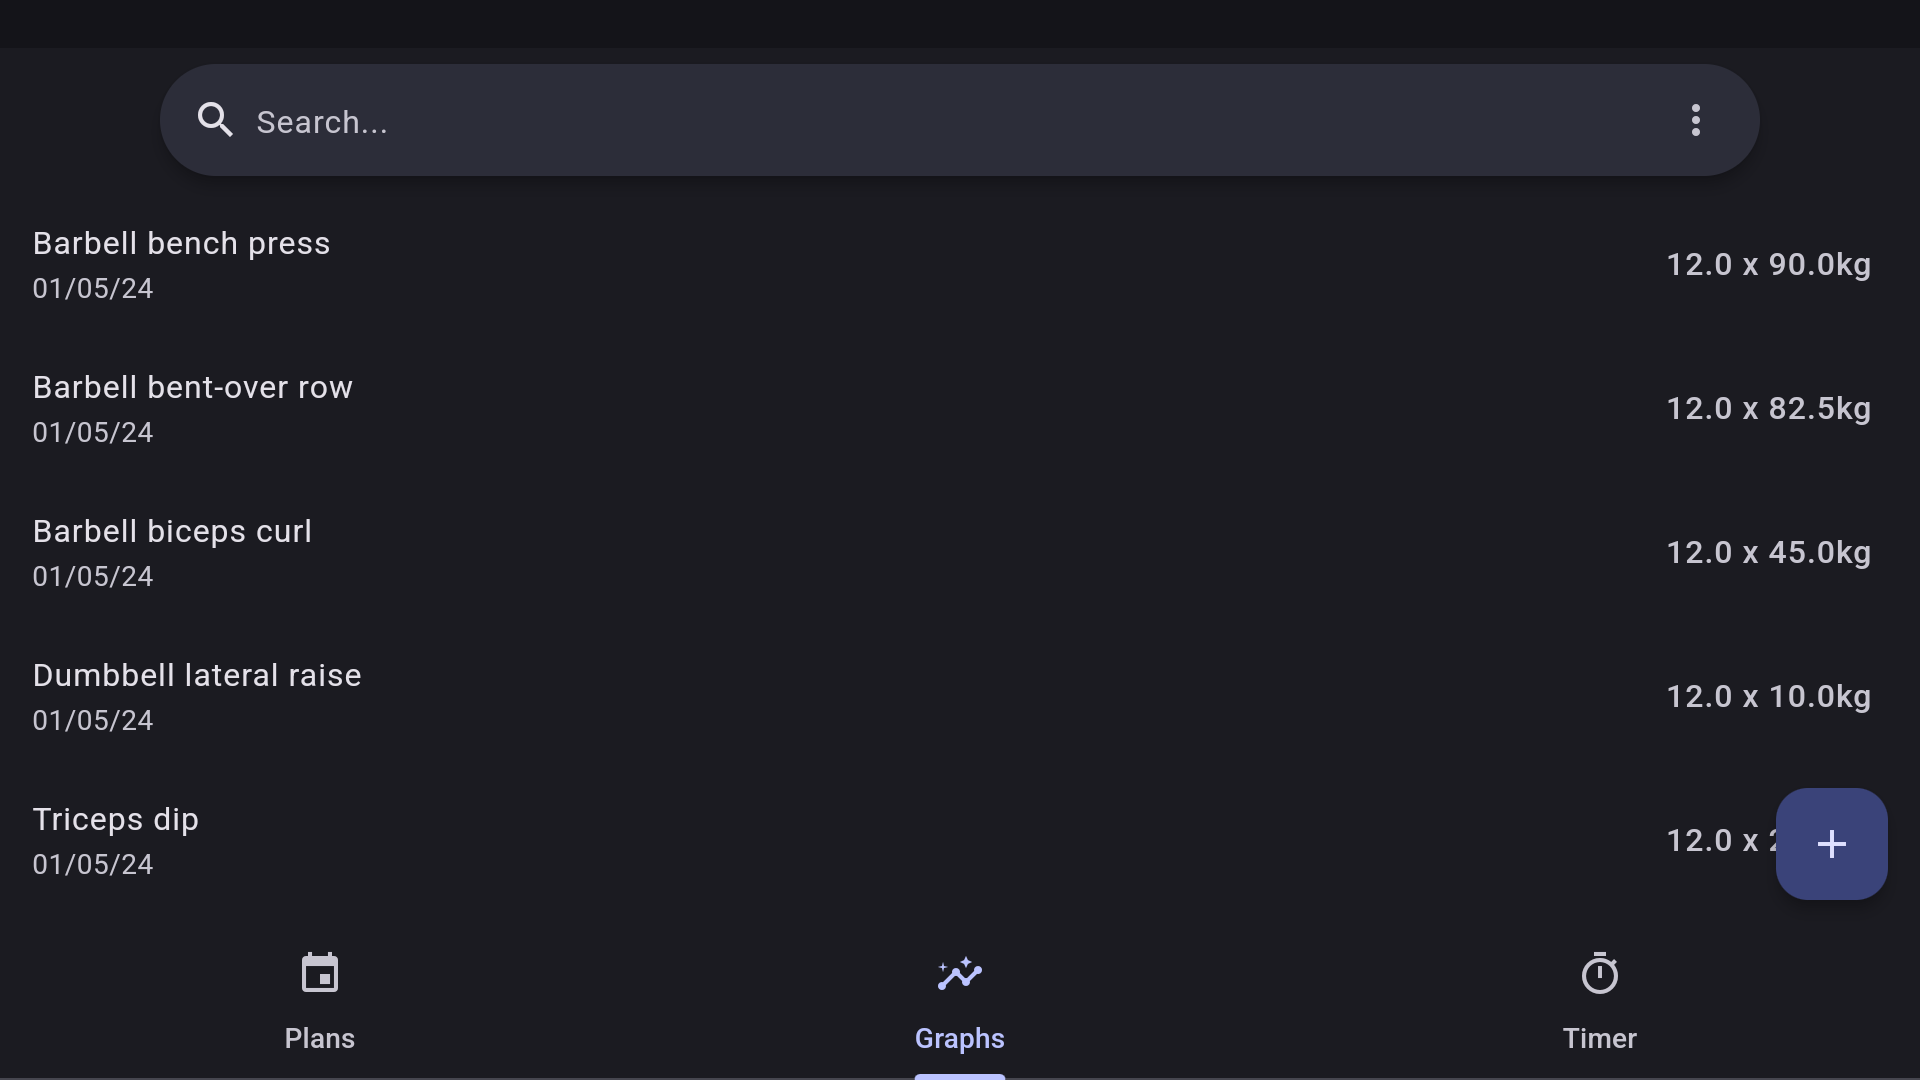 Search...
Barbell bench press
01/05/24
12.0 x 90.0kg
Barbell bent-over row
01/05/24
12.0 x 82.5kg
Barbell biceps curl
01/05/24
12.0 x 45.0kg
Dumbbell lateral raise
01/05/24
12.0 x 10.0kg
Triceps dip
01/05/24
12.0 x
Plans
Graphs
Timer